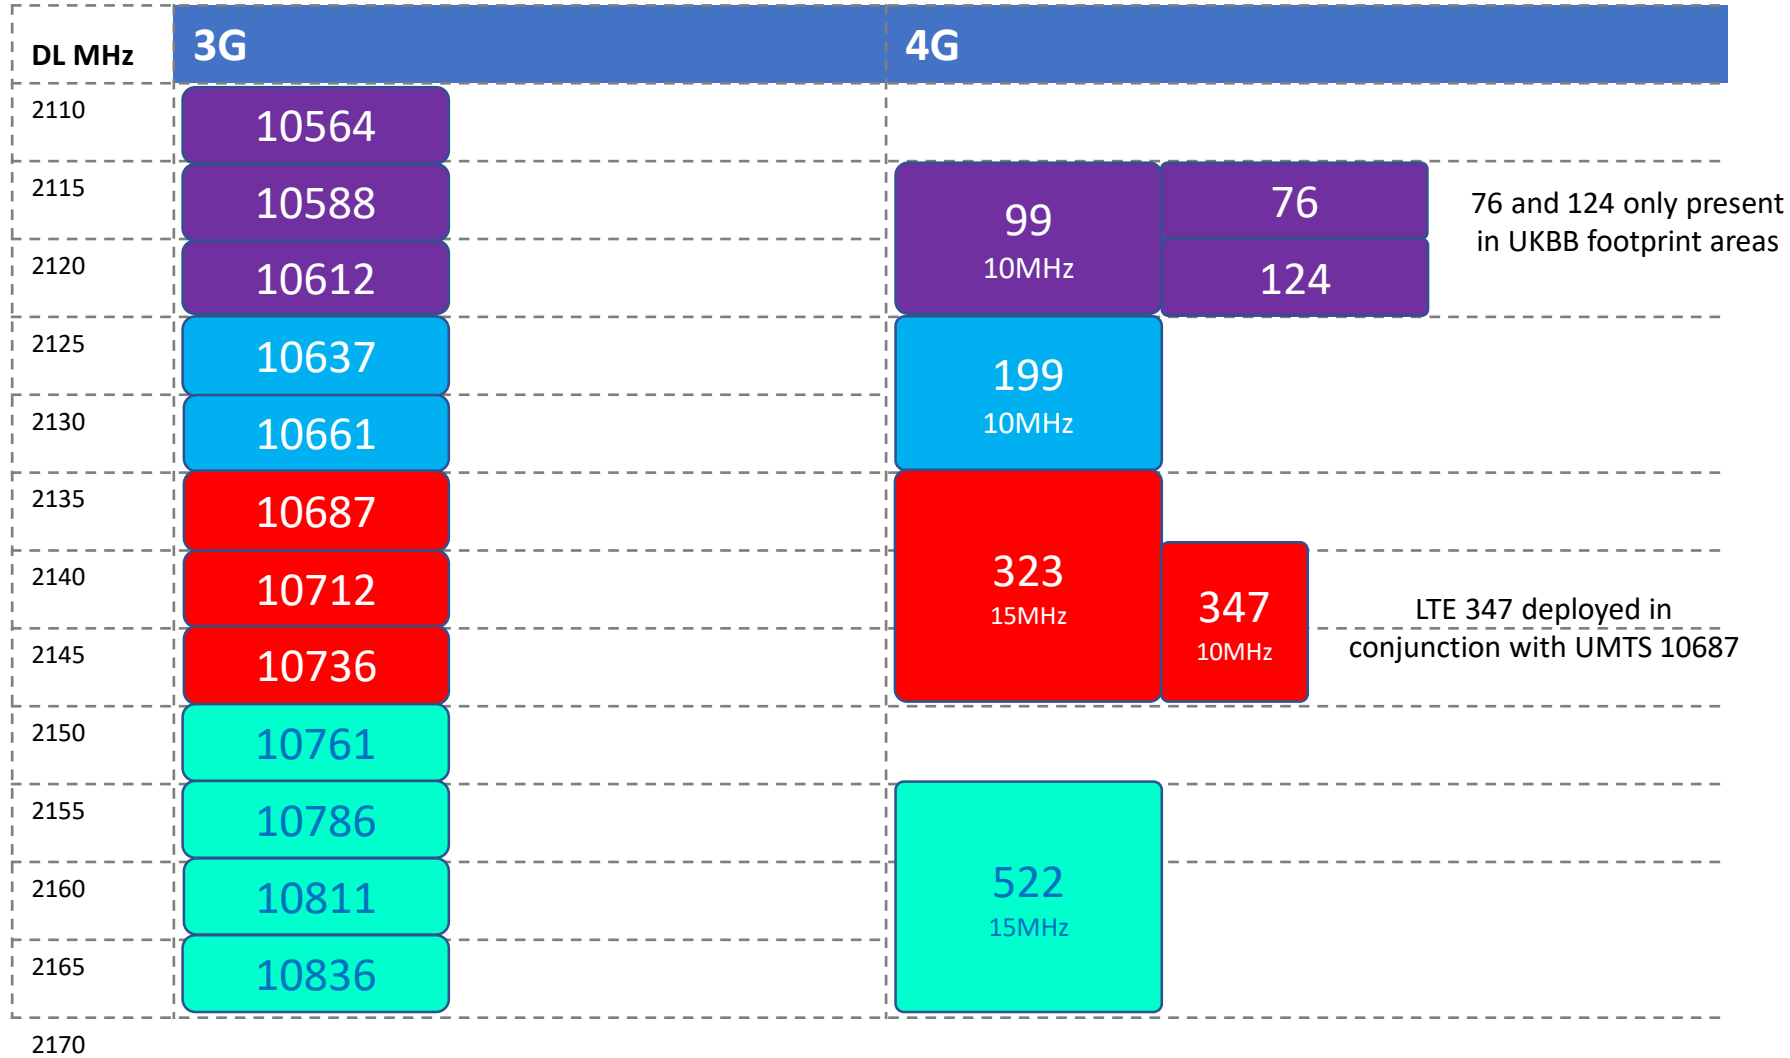 DL MHz 3G 4G
2110 10564
2115 10588 99 76 76 and 124 only present
10MHz in UKBB footprint areas
2120 10612 124
2125 10637 199
10MHz
2130 10661
2135 10687 323
15MHz
2140 10712 347 LTE 347 deployed in
10MHz conjunction with UMTS 10687
2145 10736
2150 10761
2155 10786 522
15MHz
2160 10811
2165 10836
2170